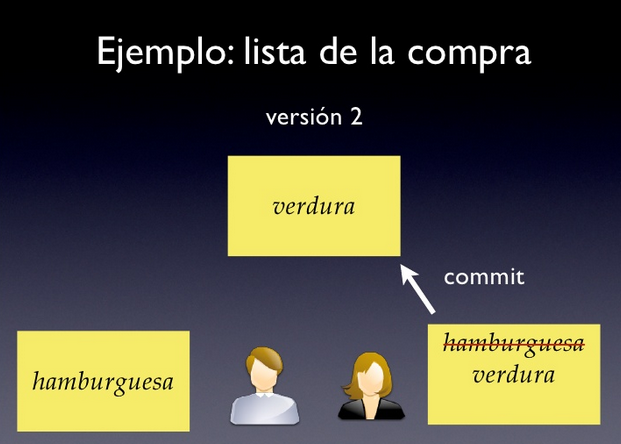 Ejemplo: lista de la compra
versión 2
verdura
commit
hamburguesa
hamburguesa
verdura